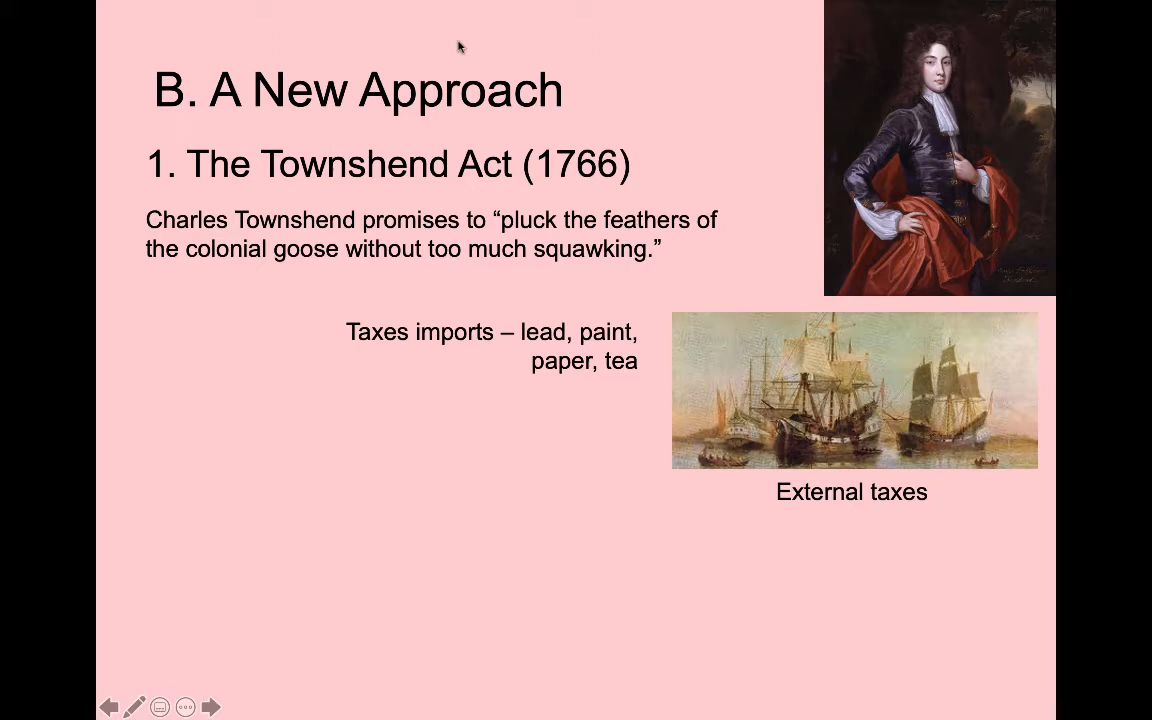 B. A New Approach
1. The Townshend Act (1766)
Charles Townshend promises to “pluck the feathers of
the colonial goose without too much squawking.”
Taxes imports – lead, paint,
paper, tea
External taxes